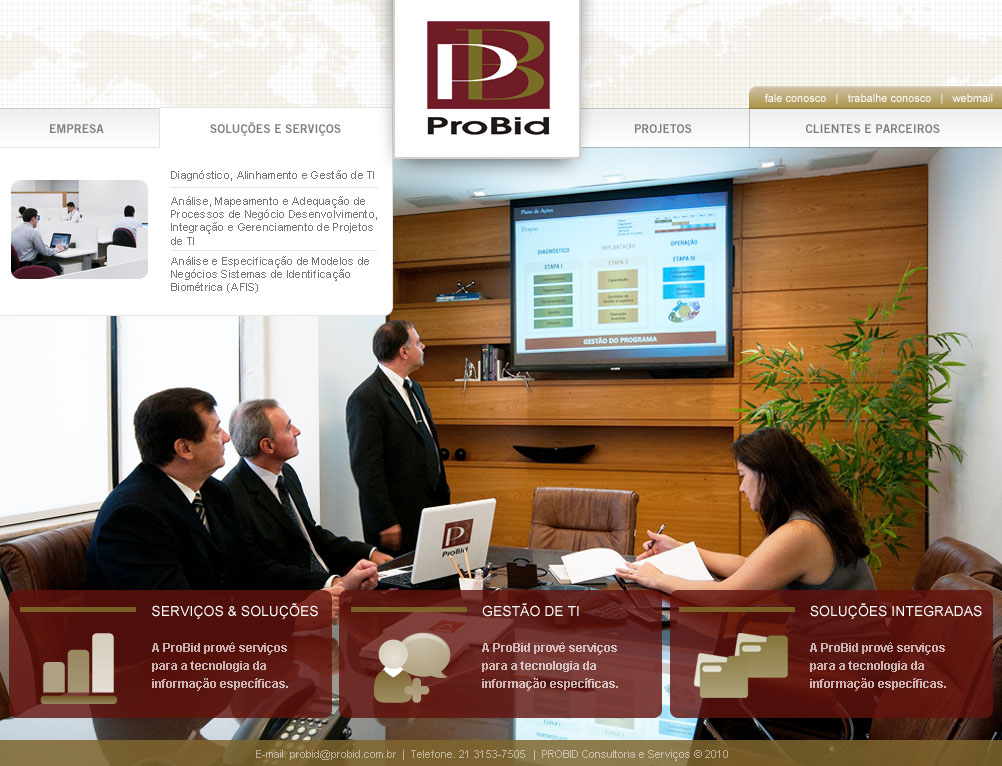 PB
ProBid
fale conosco | trabalhe conosco | webmail
EMPRESA
SOLUÇÕES E SERVIÇOS
PROJETOS
CLIENTES E PARCEIROS
Diagnóstico, Alinhamento e Gestão de TI
Análise, Mapeamento e Adequação de
Processos de Negócio Desenvolvimento,
Integração e Gerenciamento de Projetos
de TI
Análise e Especificação de Modelos de
Negócios Sistemas de Identificação
Biométrica (AFIS)
Plano de Ações
Etapas
DIAGNÓSTICO
IMPLANTAÇÃO
OPERAÇÃO
ETAPA I
ETAPA II
ETAPA III
GESTÃO DO PROGRAMA
ProBid
SERVIÇOS & SOLUÇÕES
A ProBid provê serviços
para a tecnologia da
informação específicas.
GESTÃO DE TI
A ProBid provê serviços
para a tecnologia da
informação específicas.
SOLUÇÕES INTEGRADAS
A ProBid provê serviços
para a tecnologia da
informação específicas.
E-mail. probid@probid.com.br | Telefone. 21 3153-7505 | PROBID Consultoria e Serviços © 2010